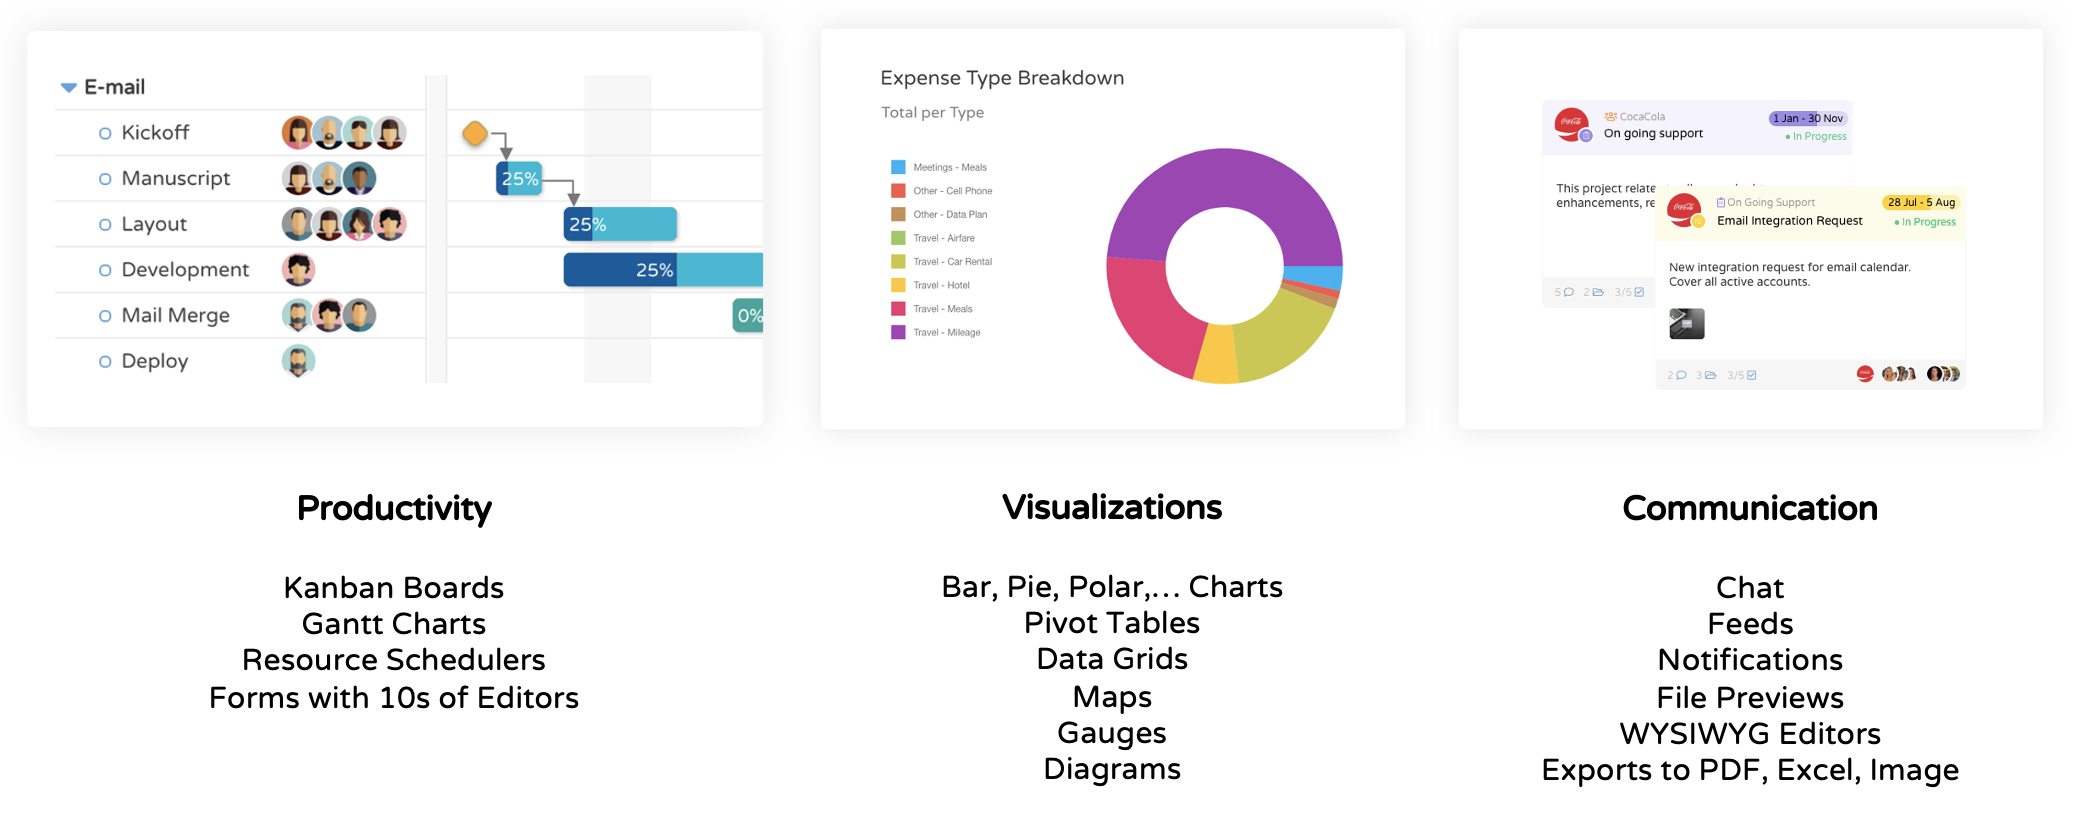 E-mail
Kickoff
Manuscript
25%
Layout
25%
Development
25%
Mail Merge
0%
Deploy
Expense Type Breakdown
Total per Type
Meetings - Meals
Other - Cell Phone
Other - Data Plan
Travel - Airfare
Travel - Car Rental
Travel - Hotel
Travel - Meals
Travel - Mileage
CocaCola
1 Jan - 30 Nov
On going support
In Progress
This project relate
enhancements, re
5 2 3/5
On Going Support
28 Jul - 5 Aug
Email Integration Request
In Progress
New integration request for email calendar.
Cover all active accounts.
2 3 3/5
Productivity
Kanban Boards
Gantt Charts
Resource Schedulers
Forms with 10s of Editors
Visualizations
Bar, Pie, Polar,... Charts
Pivot Tables
Data Grids
Maps
Gauges
Diagrams
Communication
Chat
Feeds
Notifications
File Previews
WYSIWYG Editors
Exports to PDF, Excel, Image